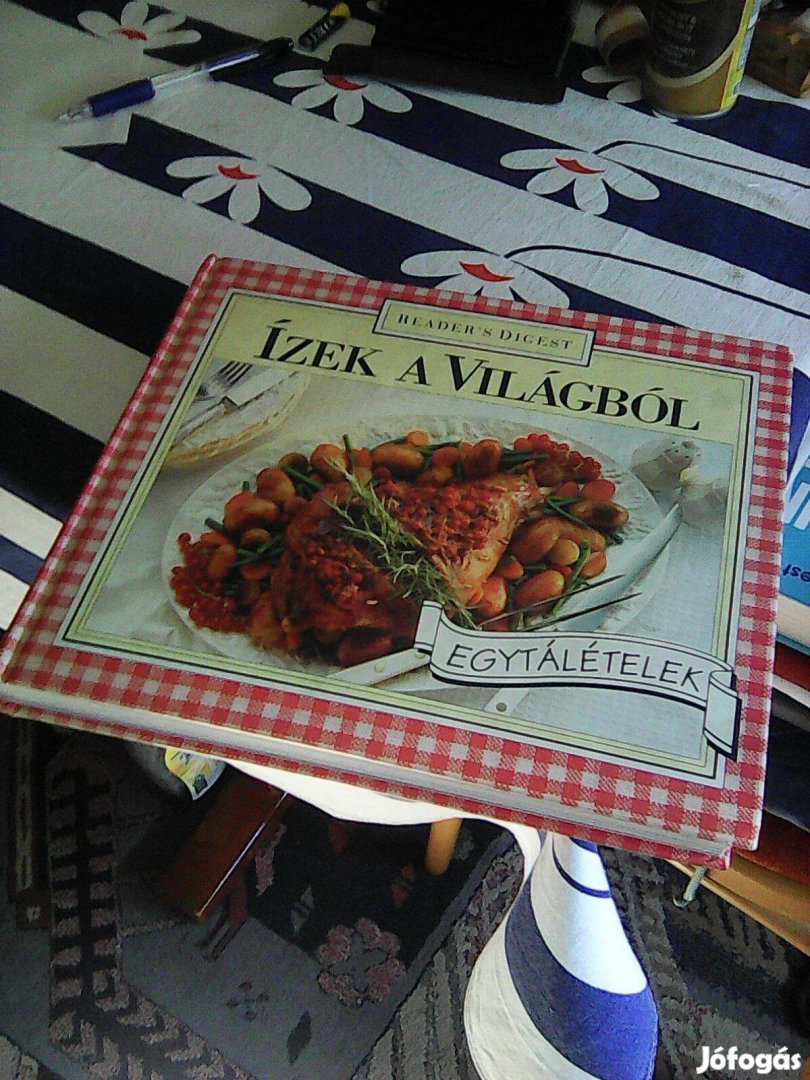 READER'S DIGEST
ÍZEK A VILÁGBÓL
EGYTÁLÉTELEK
Jófogás